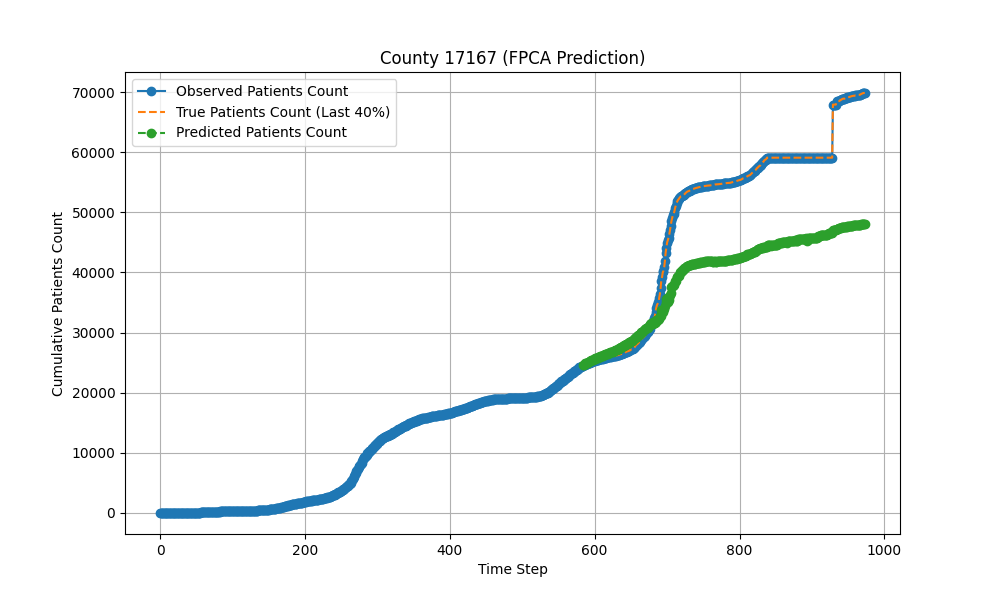 County 17167 (FPCA Prediction)
Observed Patients Count
True Patients Count (Last 40%)
Predicted Patients Count
Cumulative Patients Count
70000
60000
50000
40000
30000
20000
10000
0
0 200 400 600 800 1000
Time Step